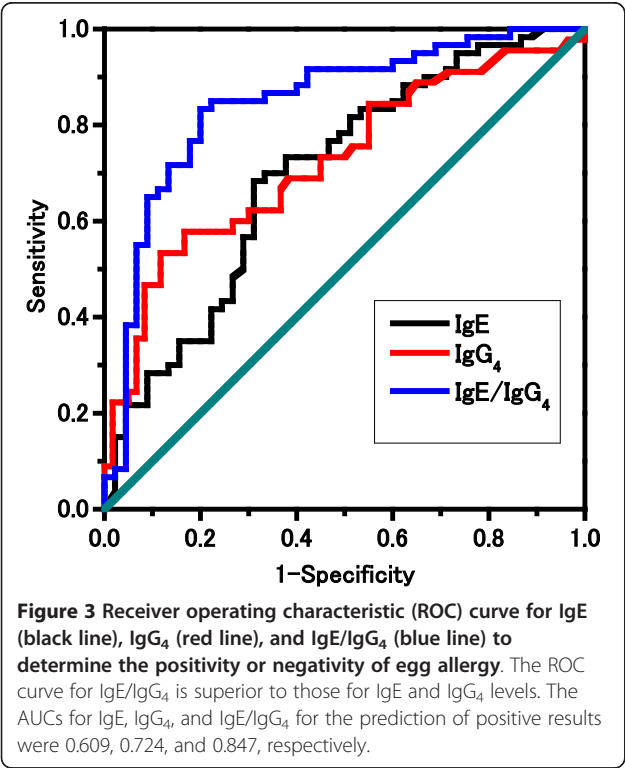 1.0
0.8
0.6
0.4
0.2
0.0
Sensitivity
IgE
IgG₄
IgE/IgG₄
0.0 0.2 0.4 0.6 0.8 1.0
1-Specificity
Figure 3 Receiver operating characteristic (ROC) curve for IgE
(black line), IgG₄ (red line), and IgE/IgG₄ (blue line) to
determine the positivity or negativity of egg allergy. The ROC
curve for IgE/IgG₄ is superior to those for IgE and IgG₄ levels. The
AUCs for IgE, IgG₄, and IgE/IgG₄ for the prediction of positive results
were 0.609, 0.724, and 0.847, respectively.